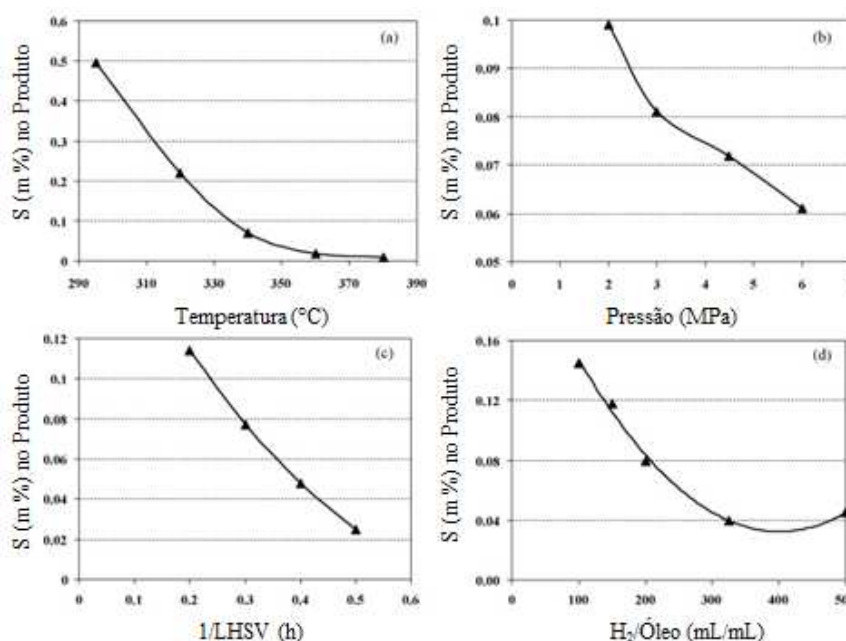 (a)
S (m %) no Produto
0,6
0.5
0.4
0.3
0.2
0.1
0
290 310 330 350 370 390
Temperatura (°C)
(b)
S (m %) no Produto
0.1
0.09
0.08
0.07
0.06
0.05
0 1 2 3 4 5 6
Pressão (MPa)
(c)
S (m %) no Produto
0.12
0.1
0.08
0.06
0.04
0.02
0
0 0,1 0,2 0,3 0,4 0,5 0,6
1/LHSV (h)
(d)
S (m %) no Produto
0.16
0.12
0.08
0.04
0.00
100 200 300 400
H₂/Óleo (mL/mL)